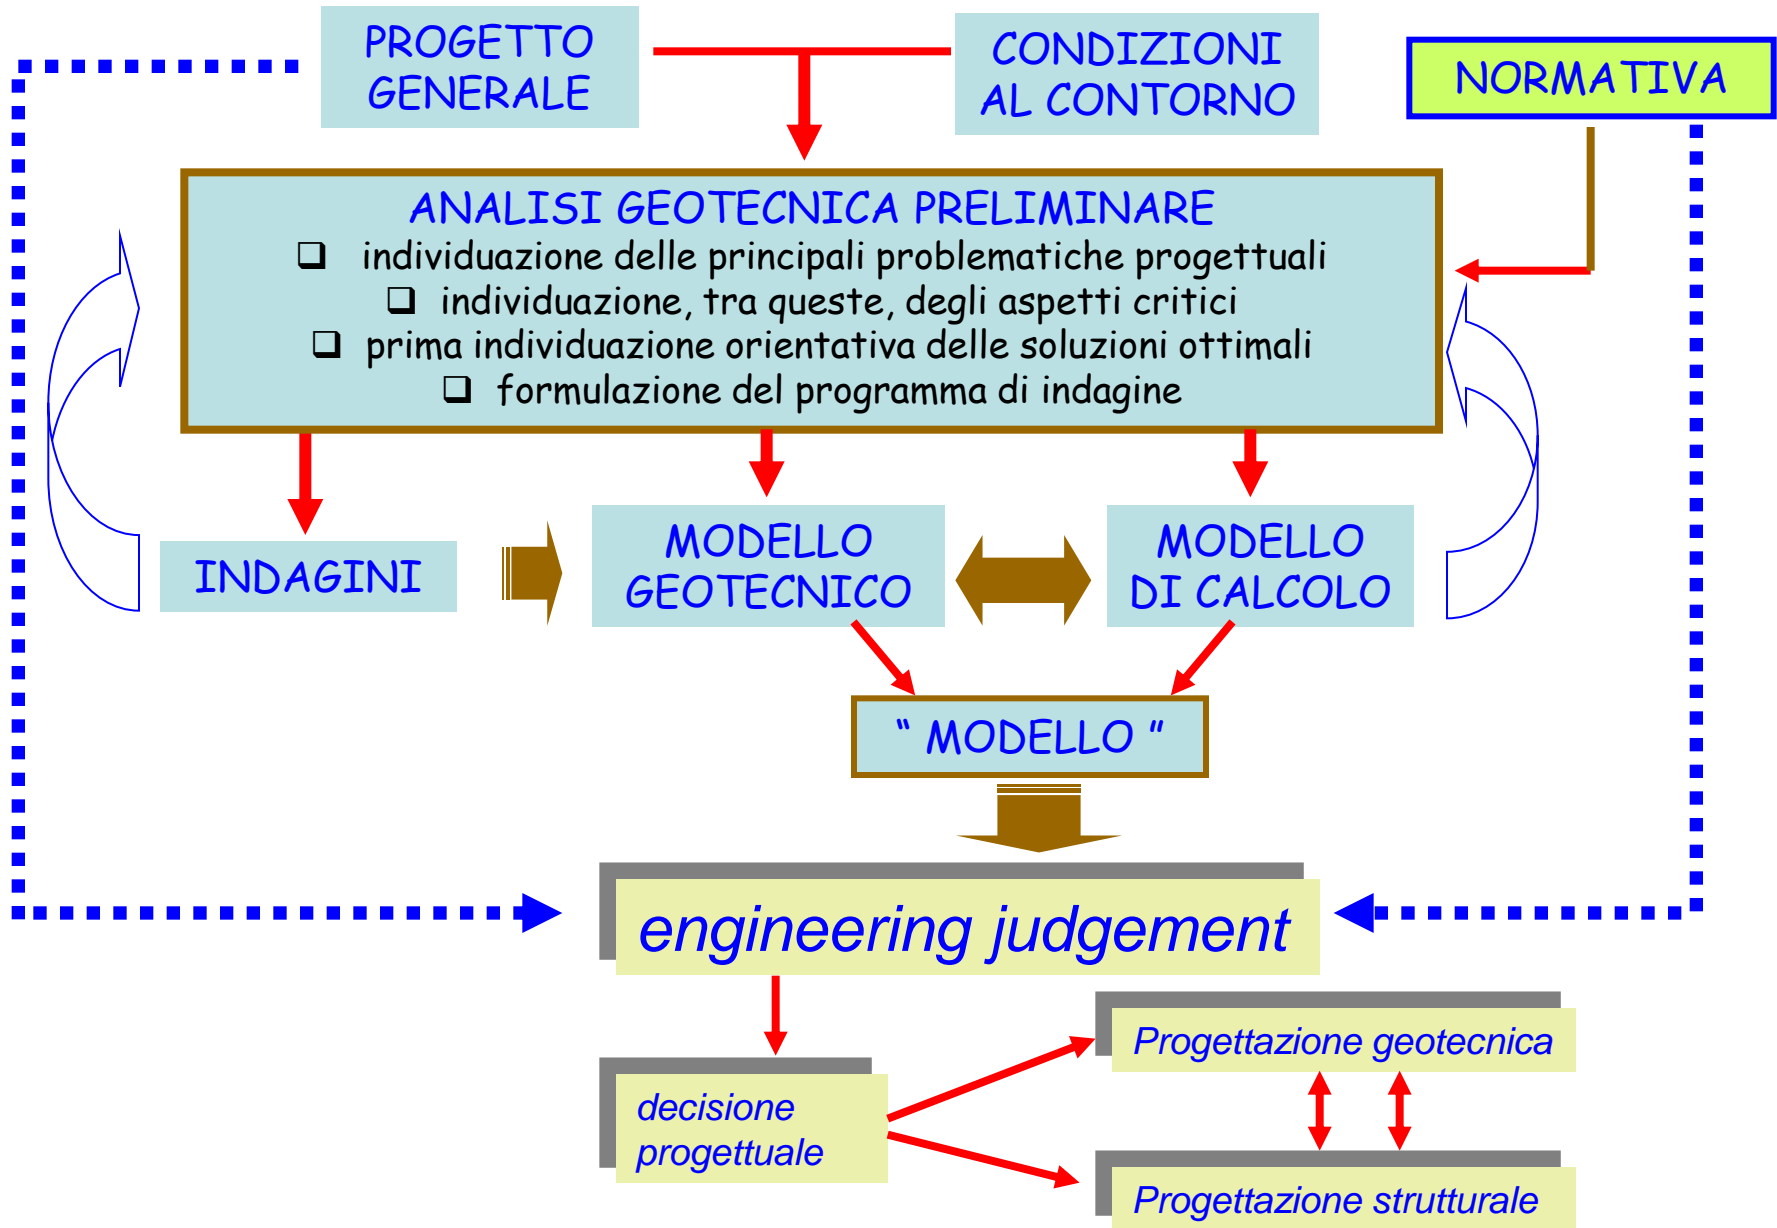 PROGETTO
GENERALE
CONDIZIONI
AL CONTORNO
NORMATIVA
ANALISI GEOTECNICA PRELIMINARE
❑ individuazione delle principali problematiche progettuali
❑ individuazione, tra queste, degli aspetti critici
❑ prima individuazione orientativa delle soluzioni ottimali
❑ formulazione del programma di indagine
INDAGINI
MODELLO
GEOTECNICO
MODELLO
DI CALCOLO
“ MODELLO ”
engineering judgement
decisione
progettuale
Progettazione geotecnica
Progettazione strutturale